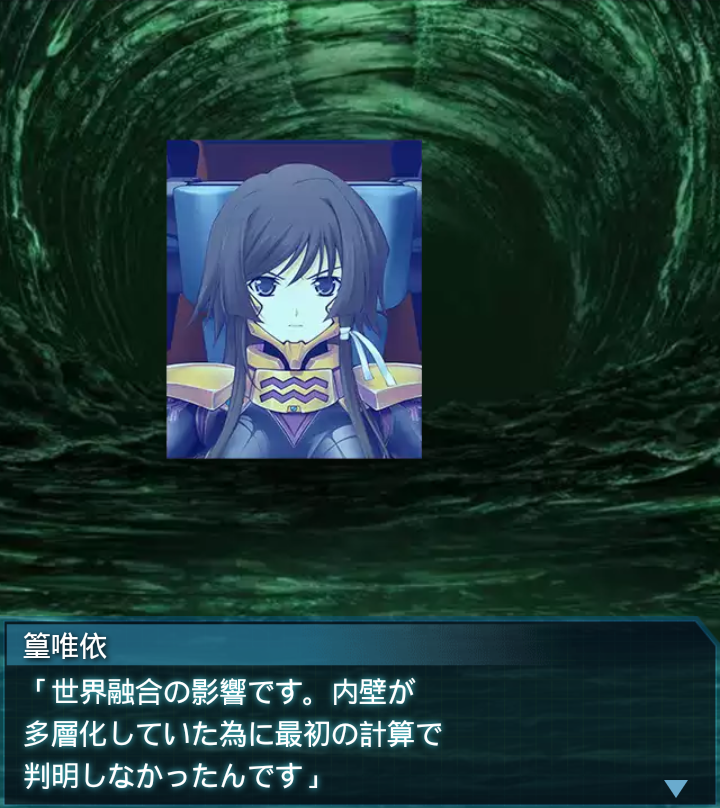 篁唯依
「世界融合の影響です。内壁が
多層化していた為に最初の計算で
判明しなかったんです」